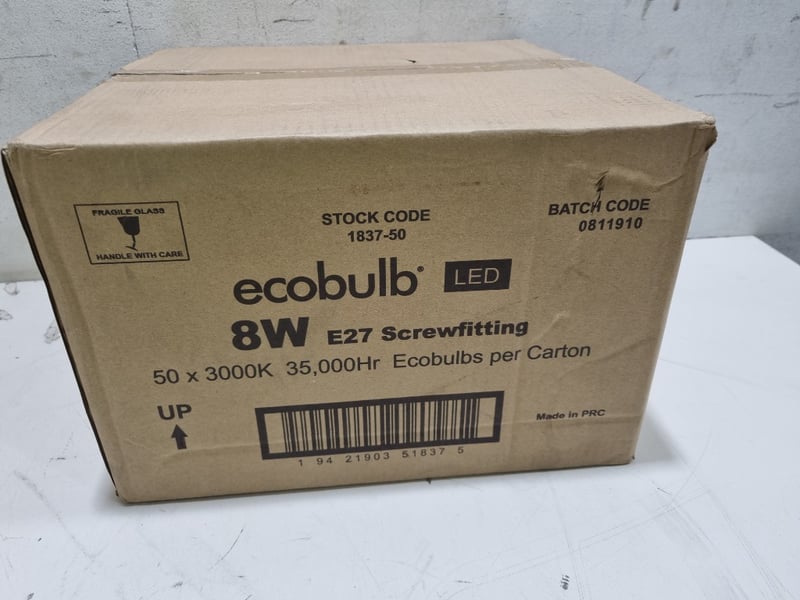 FRAGILE GLASS
HANDLE WITH CARE
STOCK CODE
1837-50
BATCH CODE
0811910
ecobulb® LED
8W E27 Screwfitting
50 x 3000K 35,000Hr Ecobulbs per Carton
UP
Made in PRC
1 94 21903 51837 5